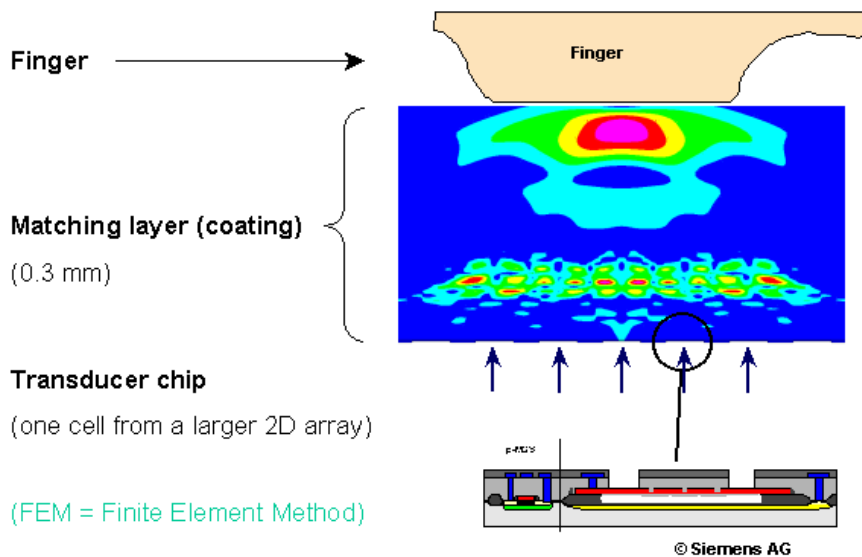 Finger
Finger
Matching layer (coating)
(0.3 mm)
Transducer chip
(one cell from a larger 2D array)
(FEM = Finite Element Method)
© Siemens AG